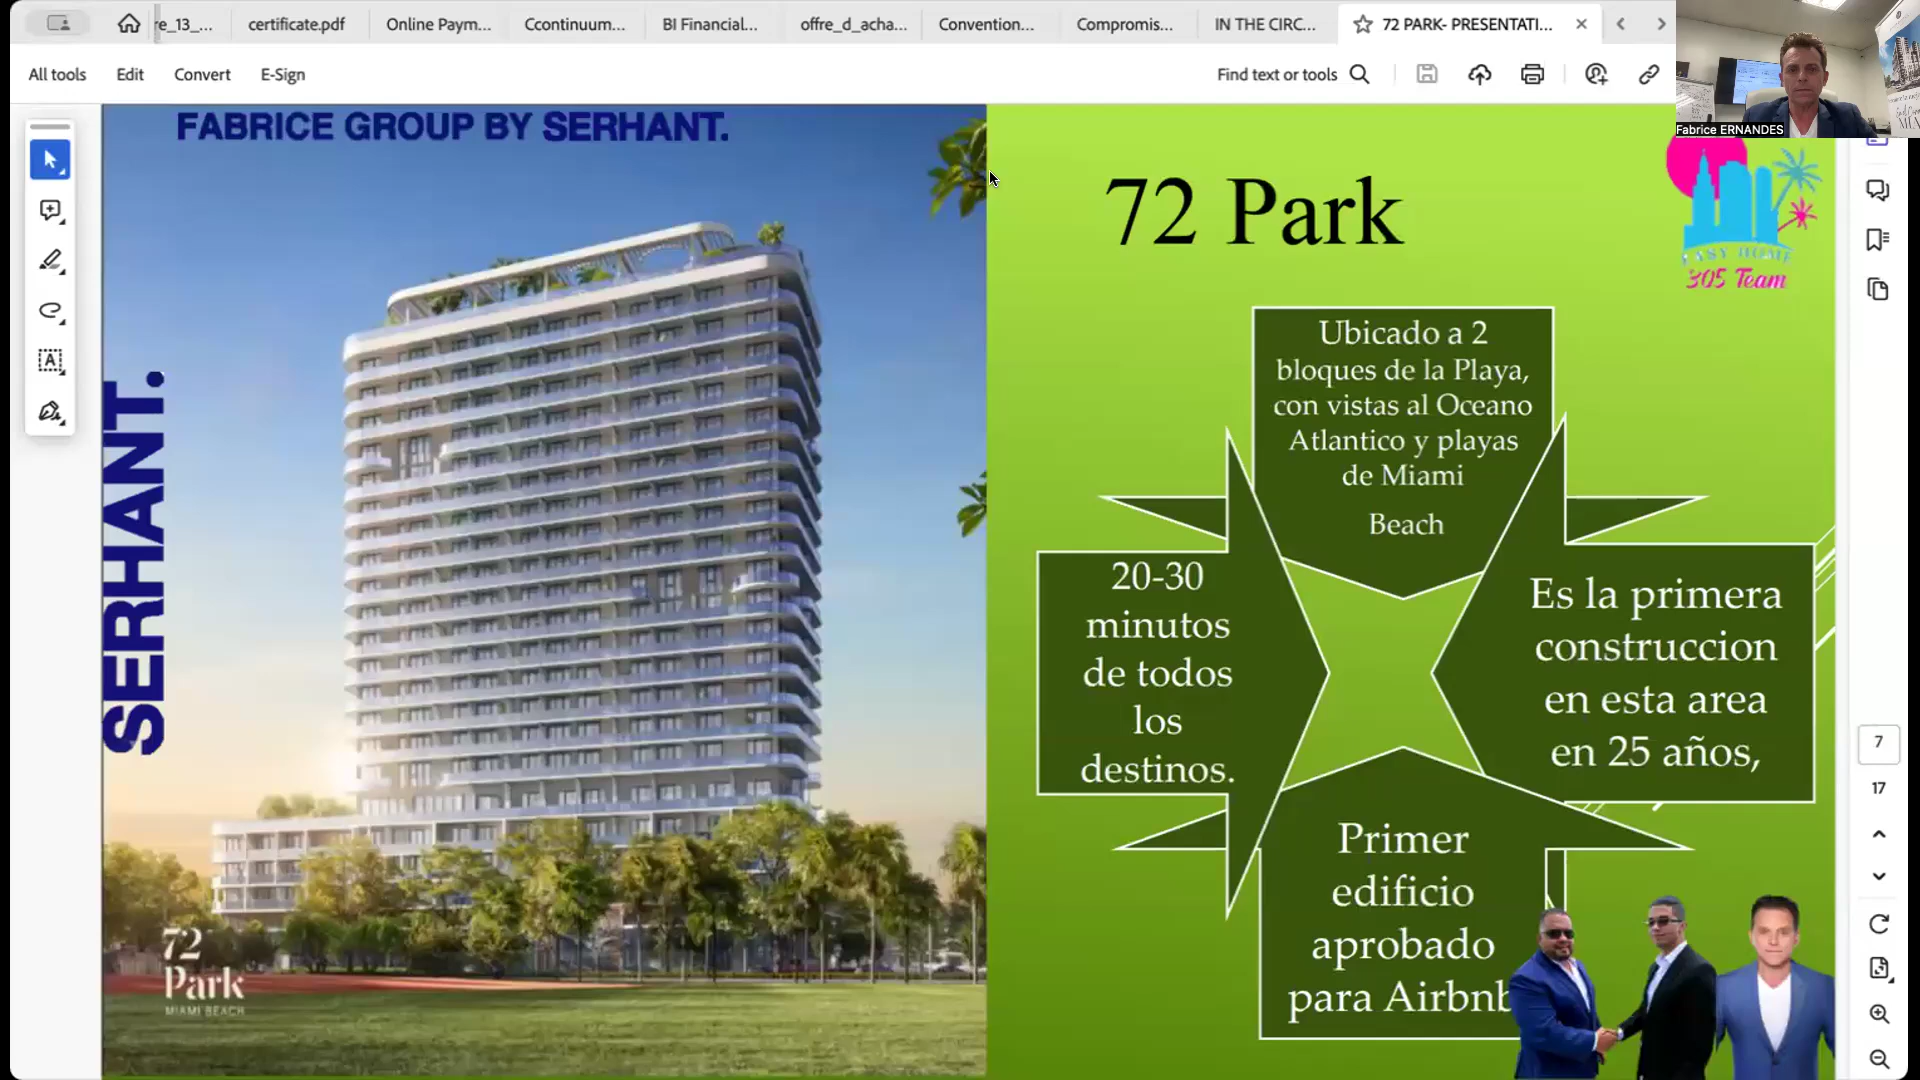 re_13_...
certificate.pdf
Online Paym...
Ccontinuum...
BI Financial...
offre_d_acha...
Convention...
Compromis...
IN THE CIRC...
72 PARK- PRESENTATI...
All tools
Edit
Convert
E-Sign
Find text or tools
Fabrice ERNANDES
FABRICE GROUP BY SERHANT.
SERHANT.
72
Park
MIAMI BEACH
72 Park
EASY HOME
305 Team
Ubicado a 2
bloques de la Playa,
con vistas al Oceano
Atlantico y playas
de Miami
Beach
20-30
minutos
de todos
los
destinos.
Es la primera
construccion
en esta area
en 25 años,
Primer
edificio
aprobado
para Airbnb
7
17